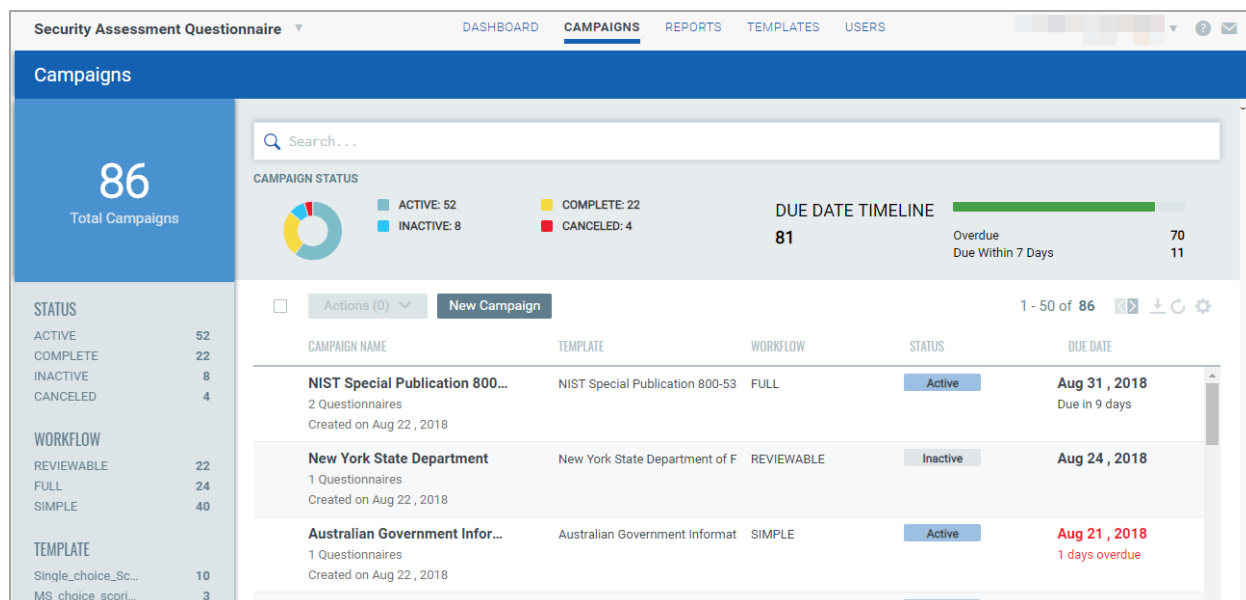 Security Assessment Questionnaire
DASHBOARD CAMPAIGNS REPORTS TEMPLATES USERS
Campaigns
86
Total Campaigns
Search...
CAMPAIGN STATUS
ACTIVE: 52
COMPLETE: 22
INACTIVE: 8
CANCELED: 4
DUE DATE TIMELINE
81
Overdue 70
Due Within 7 Days 11
STATUS
ACTIVE 52
COMPLETE 22
INACTIVE 8
CANCELED 4
WORKFLOW
REVIEWABLE 22
FULL 24
SIMPLE 40
TEMPLATE
Single_choice_Sc... 10
MS_choice_scori... 3
Actions (0) New Campaign 1 - 50 of 86
CAMPAIGN NAME TEMPLATE WORKFLOW STATUS DUE DATE
NIST Special Publication 800... NIST Special Publication 800-53 FULL Active Aug 31 , 2018
2 Questionnaires Due in 9 days
Created on Aug 22 , 2018
New York State Department New York State Department of F REVIEWABLE Inactive Aug 24 , 2018
1 Questionnaires
Created on Aug 22 , 2018
Australian Government Infor... Australian Government Informat SIMPLE Active Aug 21 , 2018
1 Questionnaires 1 days overdue
Created on Aug 22 , 2018